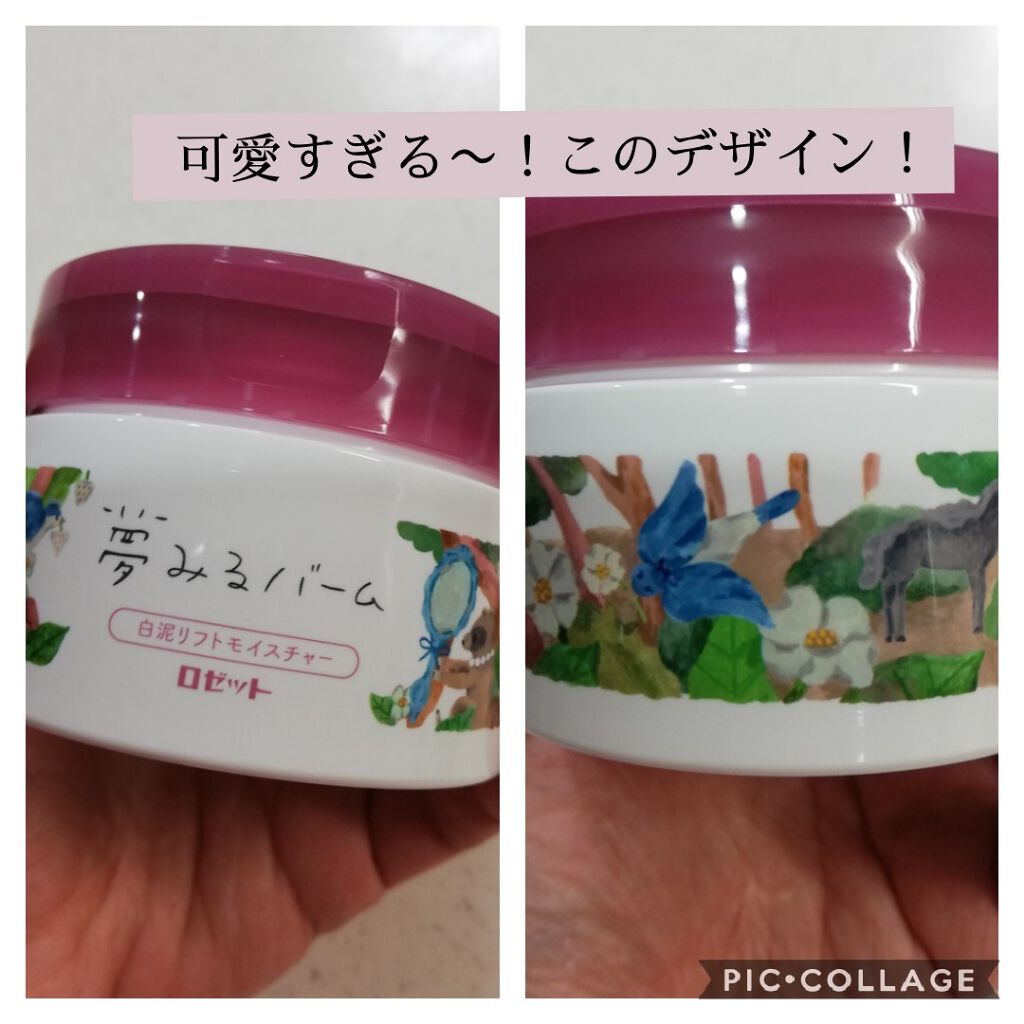 可愛すぎる〜！このデザイン！
夢みるバーム
白泥リフトモイスチャー
ロゼット
PIC•COLLAGE